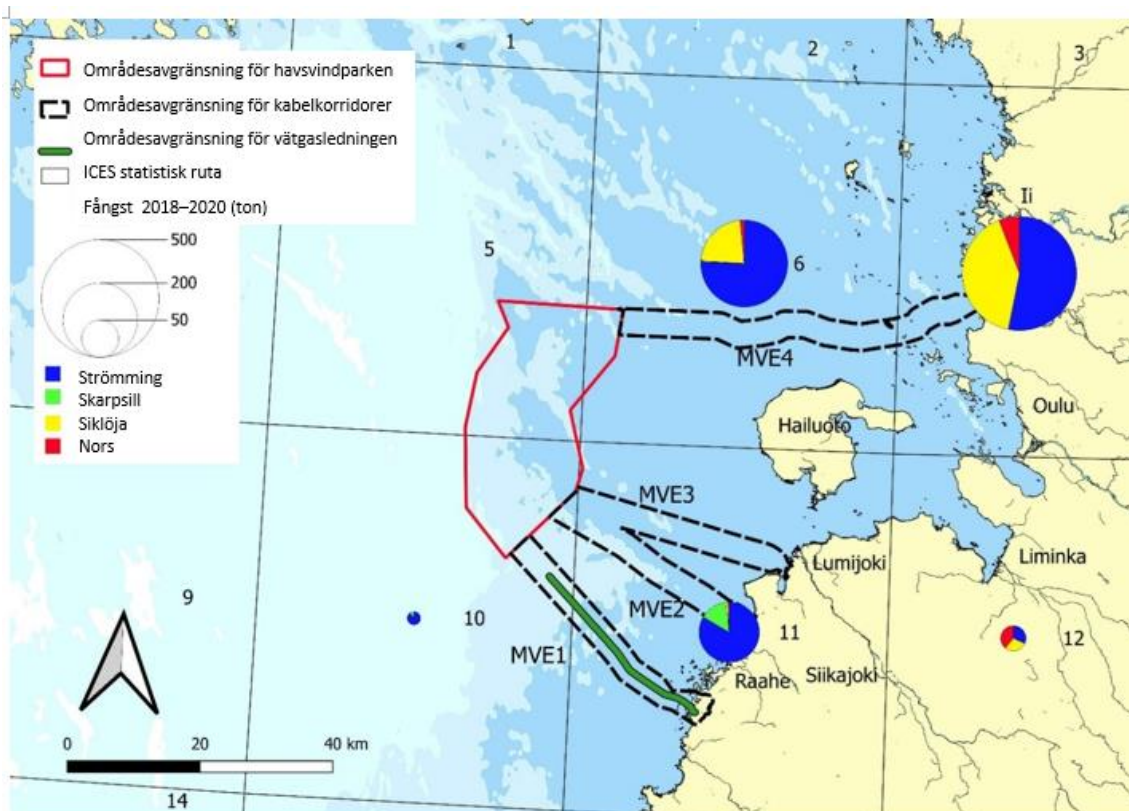 1
2
3
Områdesavgränsning för havsvindparken
Områdesavgränsning för kabelkorridorer
Områdesavgränsning för vätgasledningen
ICES statistisk ruta
Fångst 2018–2020 (ton)
500
200
50
Strömming
Skarpsill
Siklöja
Nors
5
6
Ii
MVE4
Hailuoto
Oulu
MVE3
Lumijoki
Liminka
9
10
MVE2
11
12
MVE1
Raahe
Siikajoki
0
20
40 km
14